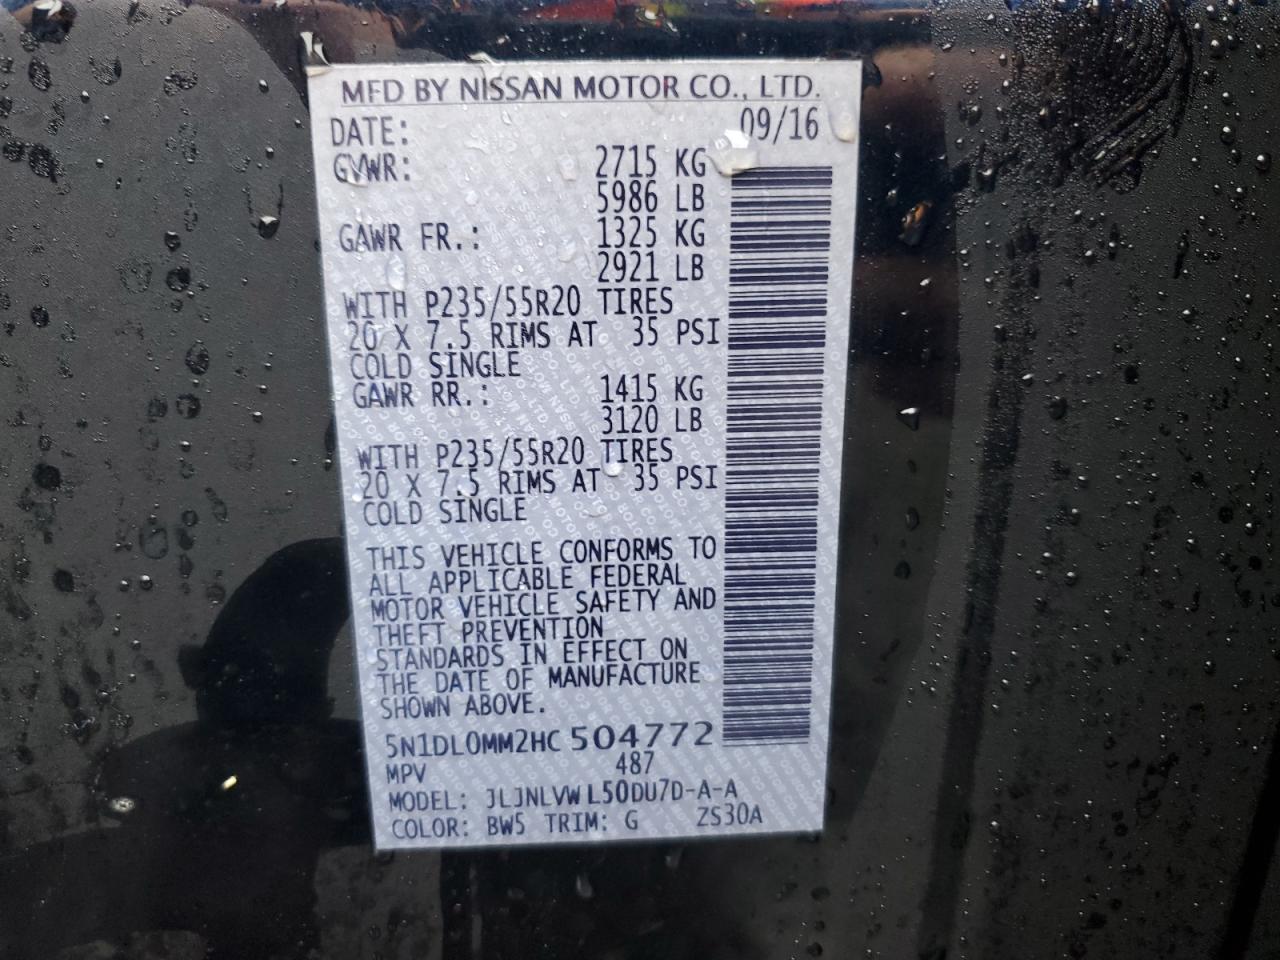 MFD BY NISSAN MOTOR CO., LTD.
DATE: 09/16
GVWR: 2715 KG
5986 LB
GAWR FR.: 1325 KG
2921 LB
WITH P235/55R20 TIRES
20 X 7.5 RIMS AT 35 PSI
COLD SINGLE
GAWR RR.: 1415 KG
3120 LB
WITH P235/55R20 TIRES
20 X 7.5 RIMS AT 35 PSI
COLD SINGLE
THIS VEHICLE CONFORMS TO
ALL APPLICABLE FEDERAL
MOTOR VEHICLE SAFETY AND
THEFT PREVENTION
STANDARDS IN EFFECT ON
THE DATE OF MANUFACTURE
SHOWN ABOVE.
5N1DL0MM2HC 504772
MPV 487
MODEL: JLJNLVWL50DU7D-A-A
COLOR: BW5 TRIM: G ZS30A